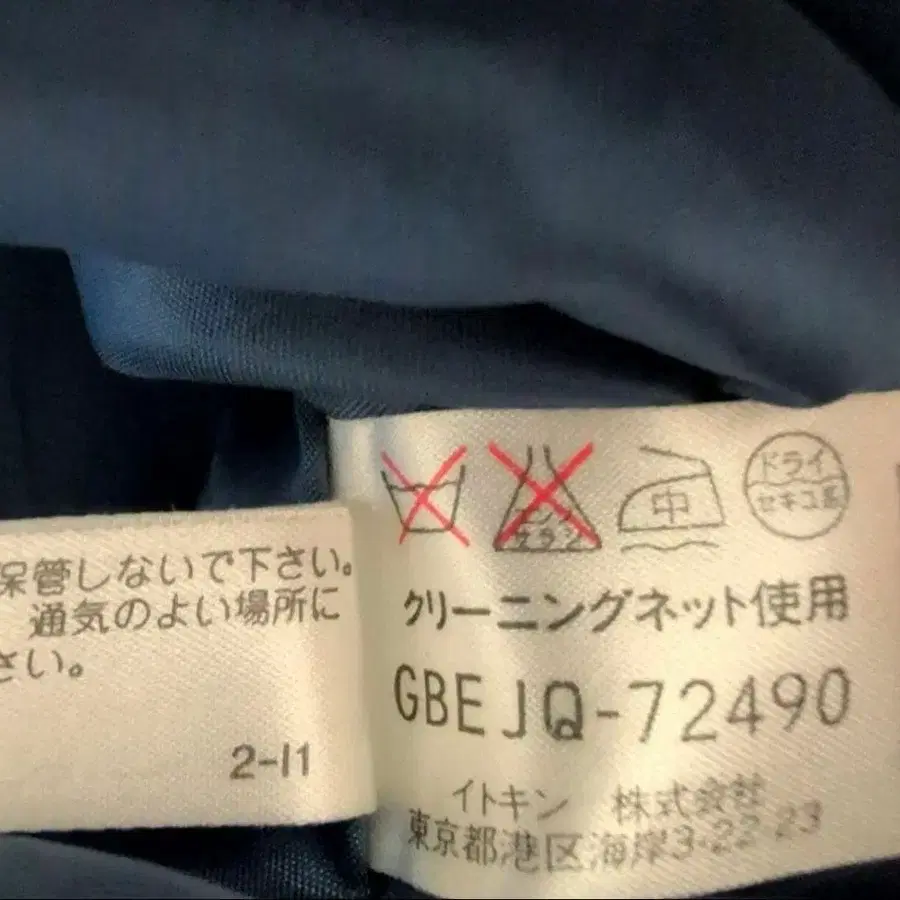 保管しないで下さい。
通気のよい場所に
さい。
2-11
中
ドライ
セキユ系
クリーニングネット使用
GBEJQ-72490
イトキン 株式会社
東京都港区海岸3-22-23